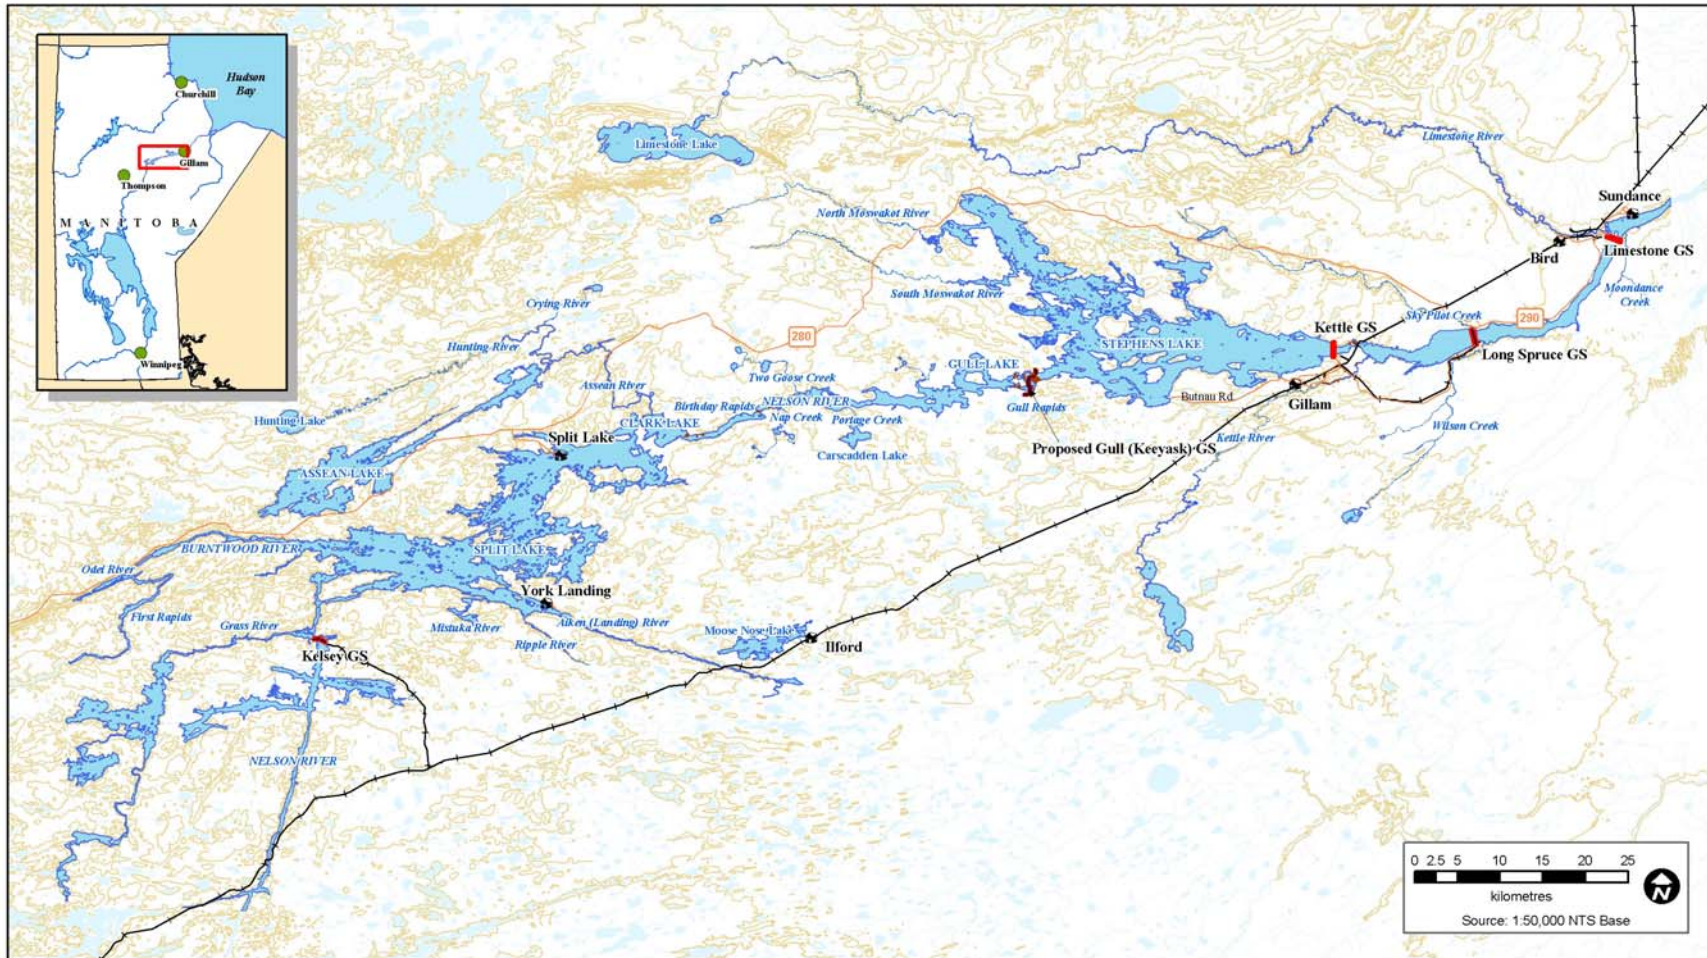 Hudson
Bay
Churchill
Gillam
Thompson
MANITOBA
Winnipeg
Limestone Lake
Limestone River
Sundance
North Moswakot River
Bird
Limestone GS
South Moswakot River
Moondance
Creek
Crying River
Sky Pilot Creek
290
280
Kettle GS
STEPHENS LAKE
Long Spruce GS
Hunting River
GULL LAKE
Two Goose Creek
Assean River
Gillam
Butnau Rd
NELSON RIVER
Birthday Rapids
Gull Rapids
Nap Creek
Portage Creek
Hunting Lake
CLARK LAKE
Wilson Creek
Split Lake
Kettle River
Proposed Gull (Keeyask) GS
Carscadden Lake
ASSEAN LAKE
BURNTWOOD RIVER
SPLIT LAKE
Odei River
York Landing
First Rapids
Aiken (Landing) River
Grass River
Mistuka River
Moose Nose Lake
Ripple River
Ilford
Kelsey GS
NELSON RIVER
0 2.5 5 10 15 20 25
kilometres
N
Source: 1:50,000 NTS Base